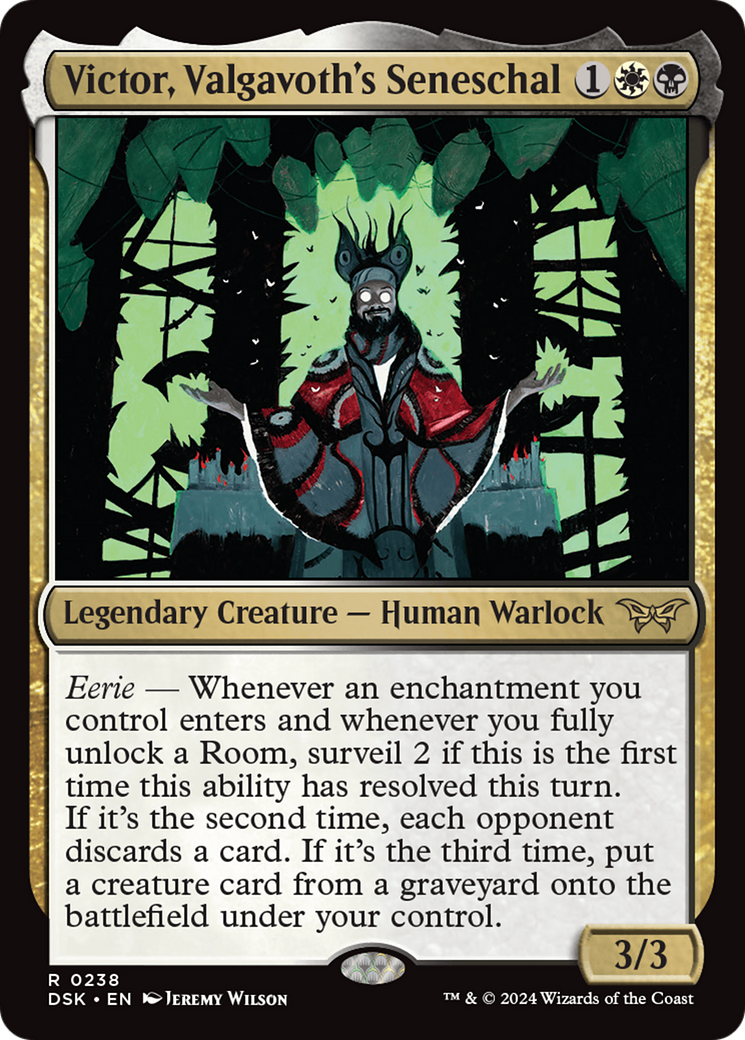 Victor, Valgavoth's Seneschal 1
Legendary Creature — Human Warlock
Eerie — Whenever an enchantment you
control enters and whenever you fully
unlock a Room, surveil 2 if this is the first
time this ability has resolved this turn.
If it's the second time, each opponent
discards a card. If it's the third time, put
a creature card from a graveyard onto the
battlefield under your control.
3/3
R 0238
DSK • EN Jeremy Wilson
™ & © 2024 Wizards of the Coast